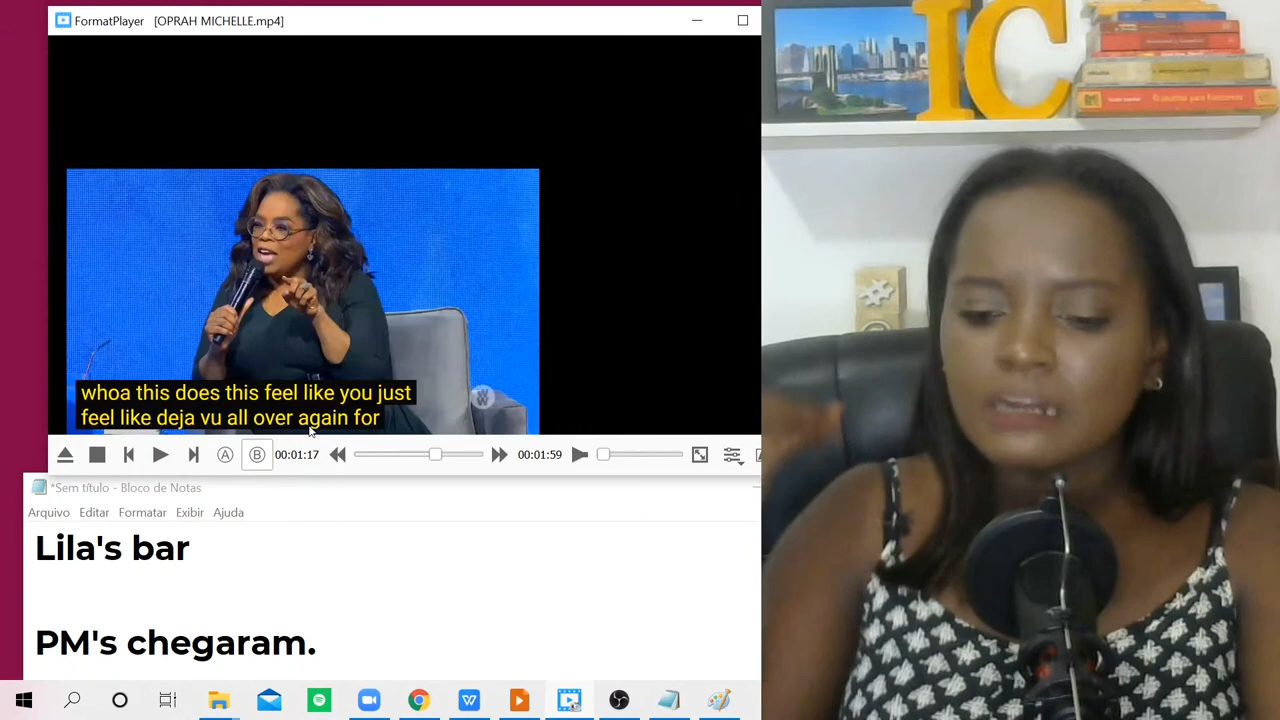 FormatPlayer [OPRAH MICHELLE.mp4]
IC
whoa this does this feel like you just
feel like deja vu all over again for
A B 00:01:17 00:01:59
*Sem título - Bloco de Notas
Arquivo Editar Formatar Exibir Ajuda
Lila's bar
PM's chegaram.